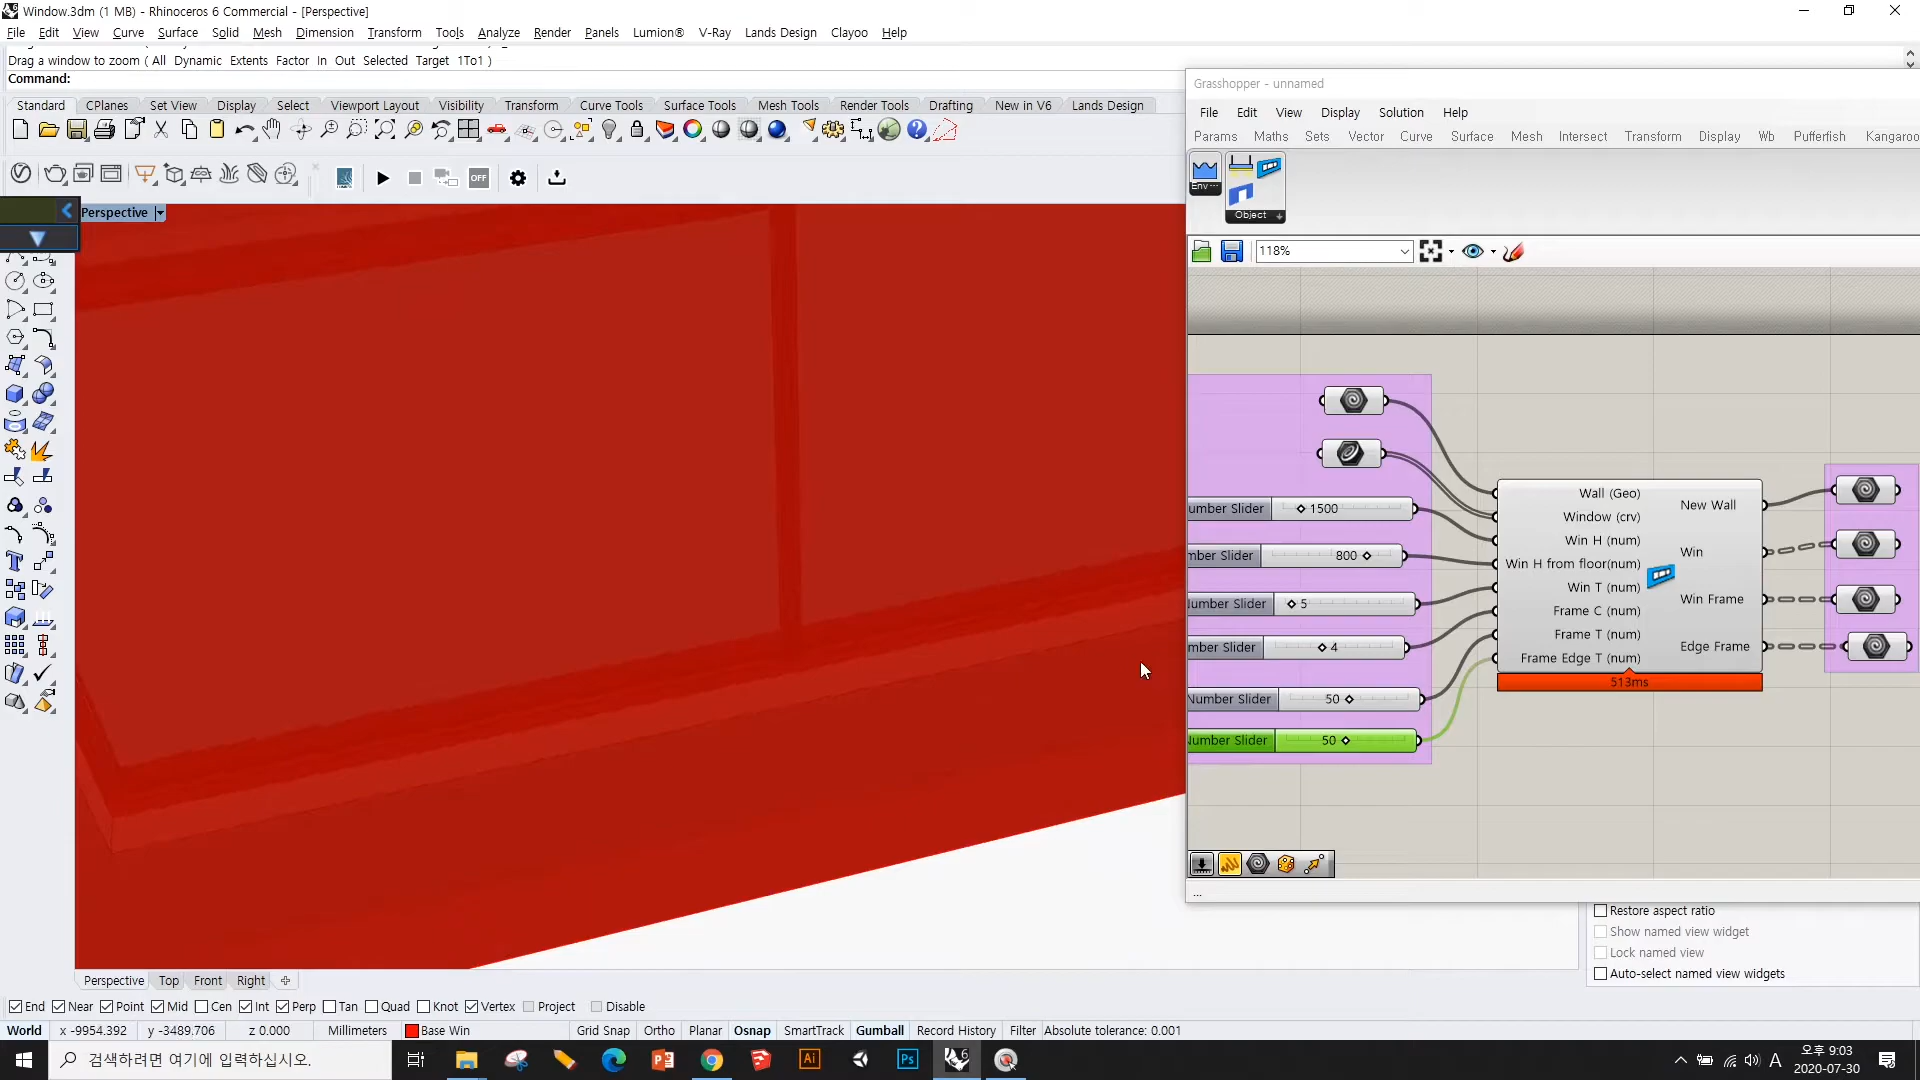 Window.3dm (1 MB) - Rhinoceros 6 Commercial - [Perspective]
File Edit View Curve Surface Solid Mesh Dimension Transform Tools Analyze Render Panels Lumion® V-Ray Lands Design Clayoo Help
Drag a window to zoom ( All Dynamic Extents Factor In Out Selected Target 1To1 )
Command:
Standard CPlanes Set View Display Select Viewport Layout Visibility Transform Curve Tools Surface Tools Mesh Tools Render Tools Drafting New in V6 Lands Design
OFF
Perspective
Grasshopper - unnamed
File Edit View Display Solution Help
Params Maths Sets Vector Curve Surface Mesh Intersect Transform Display Wb Pufferfish Kangaroo
Env ...
Object
118%
Number Slider 1500
Number Slider 800
Number Slider 5
Number Slider 4
Number Slider 50
Number Slider 50
Wall (Geo)
Window (crv)
Win H (num)
Win H from floor(num)
Win T (num)
Frame C (num)
Frame T (num)
Frame Edge T (num)
New Wall
Win
Win Frame
Edge Frame
513ms
...
Restore aspect ratio
Show named view widget
Lock named view
Auto-select named view widgets
Perspective Top Front Right
End Near Point Mid Cen Int Perp Tan Quad Knot Vertex Project Disable
World x -9954.392 y -3489.706 z 0.000 Millimeters Base Win Grid Snap Ortho Planar Osnap SmartTrack Gumball Record History Filter Absolute tolerance: 0.001
검색하려면 여기에 입력하십시오.
Ai
Ps
6
A
오후 9:03
2020-07-30